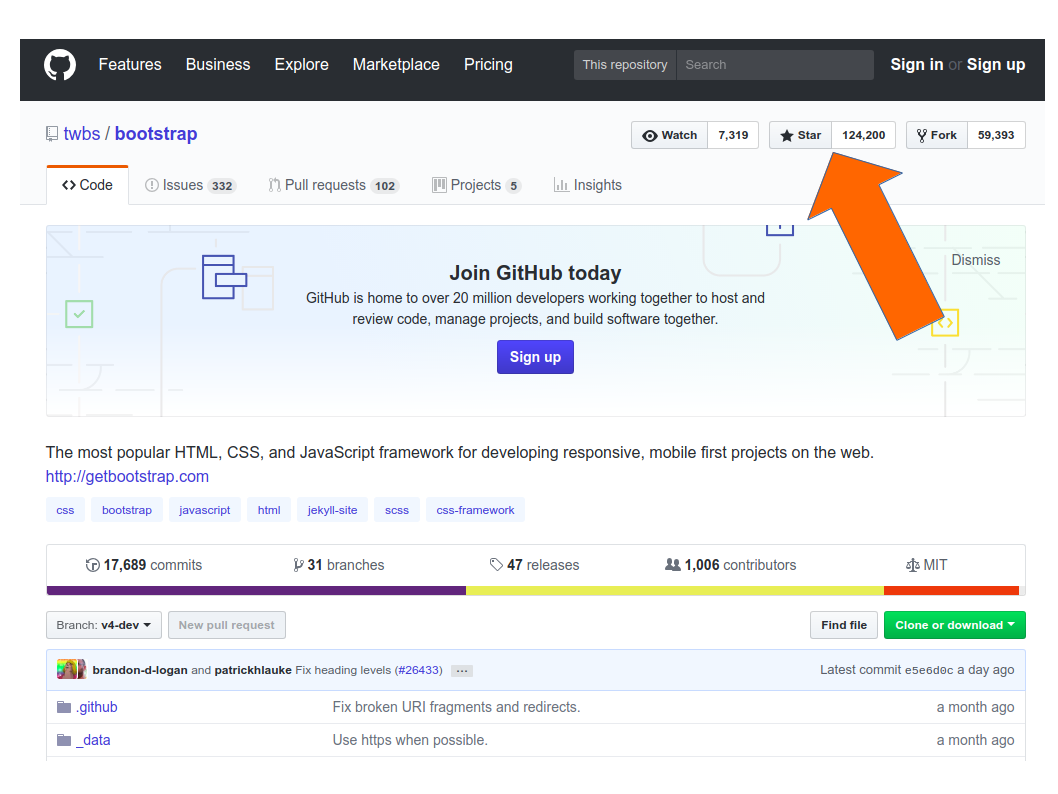 Features Business Explore Marketplace Pricing This repository Search Sign in or Sign up
twbs / bootstrap Watch 7,319 Star 124,200 Fork 59,393
Code Issues 332 Pull requests 102 Projects 5 Insights
Join GitHub today
Dismiss
GitHub is home to over 20 million developers working together to host and
review code, manage projects, and build software together.
Sign up
The most popular HTML, CSS, and JavaScript framework for developing responsive, mobile first projects on the web.
http://getbootstrap.com
css bootstrap javascript html jekyll-site scss css-framework
17,689 commits 31 branches 47 releases 1,006 contributors MIT
Branch: v4-dev New pull request Find file Clone or download
brandon-d-logan and patrickhlauke Fix heading levels (#26433) … Latest commit e5e6d0c a day ago
.github Fix broken URI fragments and redirects. a month ago
_data Use https when possible. a month ago